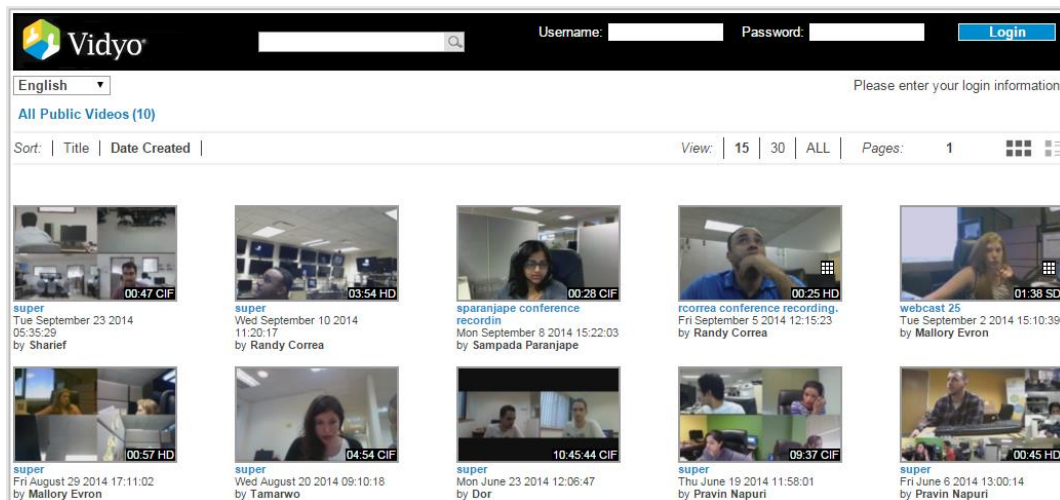 Vidyo
Username: Password: Login
English ▼ Please enter your login information
All Public Videos (10)
Sort: | Title | Date Created | View: | 15 | 30 | ALL | Pages: 1
00:47 CIF
super
Tue September 23 2014
05:35:29
by Sharief
03:54 HD
super
Wed September 10 2014
11:20:17
by Randy Correa
00:28 CIF
sparanjape conference
recordin
Mon September 8 2014 15:22:03
by Sampada Paranjape
00:25 HD
rcorrea conference recording.
Fri September 5 2014 12:15:23
by Randy Correa
01:38 SD
webcast 25
Tue September 2 2014 15:10:39
by Mallory Evron
00:57 HD
super
Fri August 29 2014 17:11:02
by Mallory Evron
04:54 CIF
super
Wed August 20 2014 09:10:18
by Tamarwo
10:45:44 CIF
super
Mon June 23 2014 12:06:47
by Dor
09:37 CIF
super
Thu June 19 2014 11:58:01
by Pravin Napuri
00:45 HD
super
Fri June 6 2014 13:00:14
by Pravin Napuri